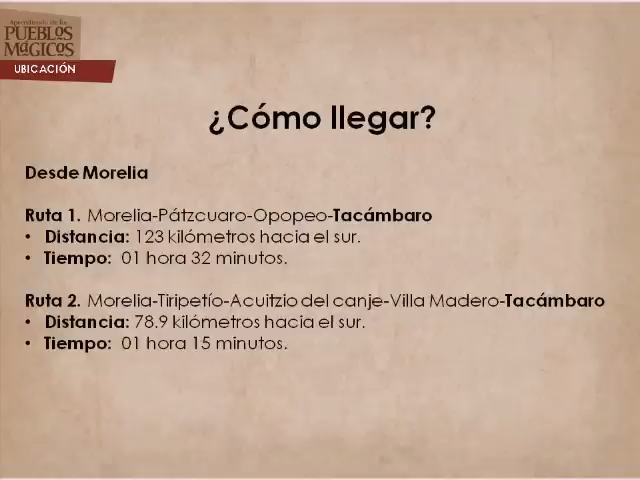 Aprendiendo de los
PUEBLOS
MáGICOS
UBICACIÓN
¿Cómo llegar?
Desde Morelia
Ruta 1. Morelia-Pátzcuaro-Opopeo-Tacámbaro
• Distancia: 123 kilómetros hacia el sur.
• Tiempo: 01 hora 32 minutos.
Ruta 2. Morelia-Tiripetío-Acuitzio del canje-Villa Madero-Tacámbaro
• Distancia: 78.9 kilómetros hacia el sur.
• Tiempo: 01 hora 15 minutos.